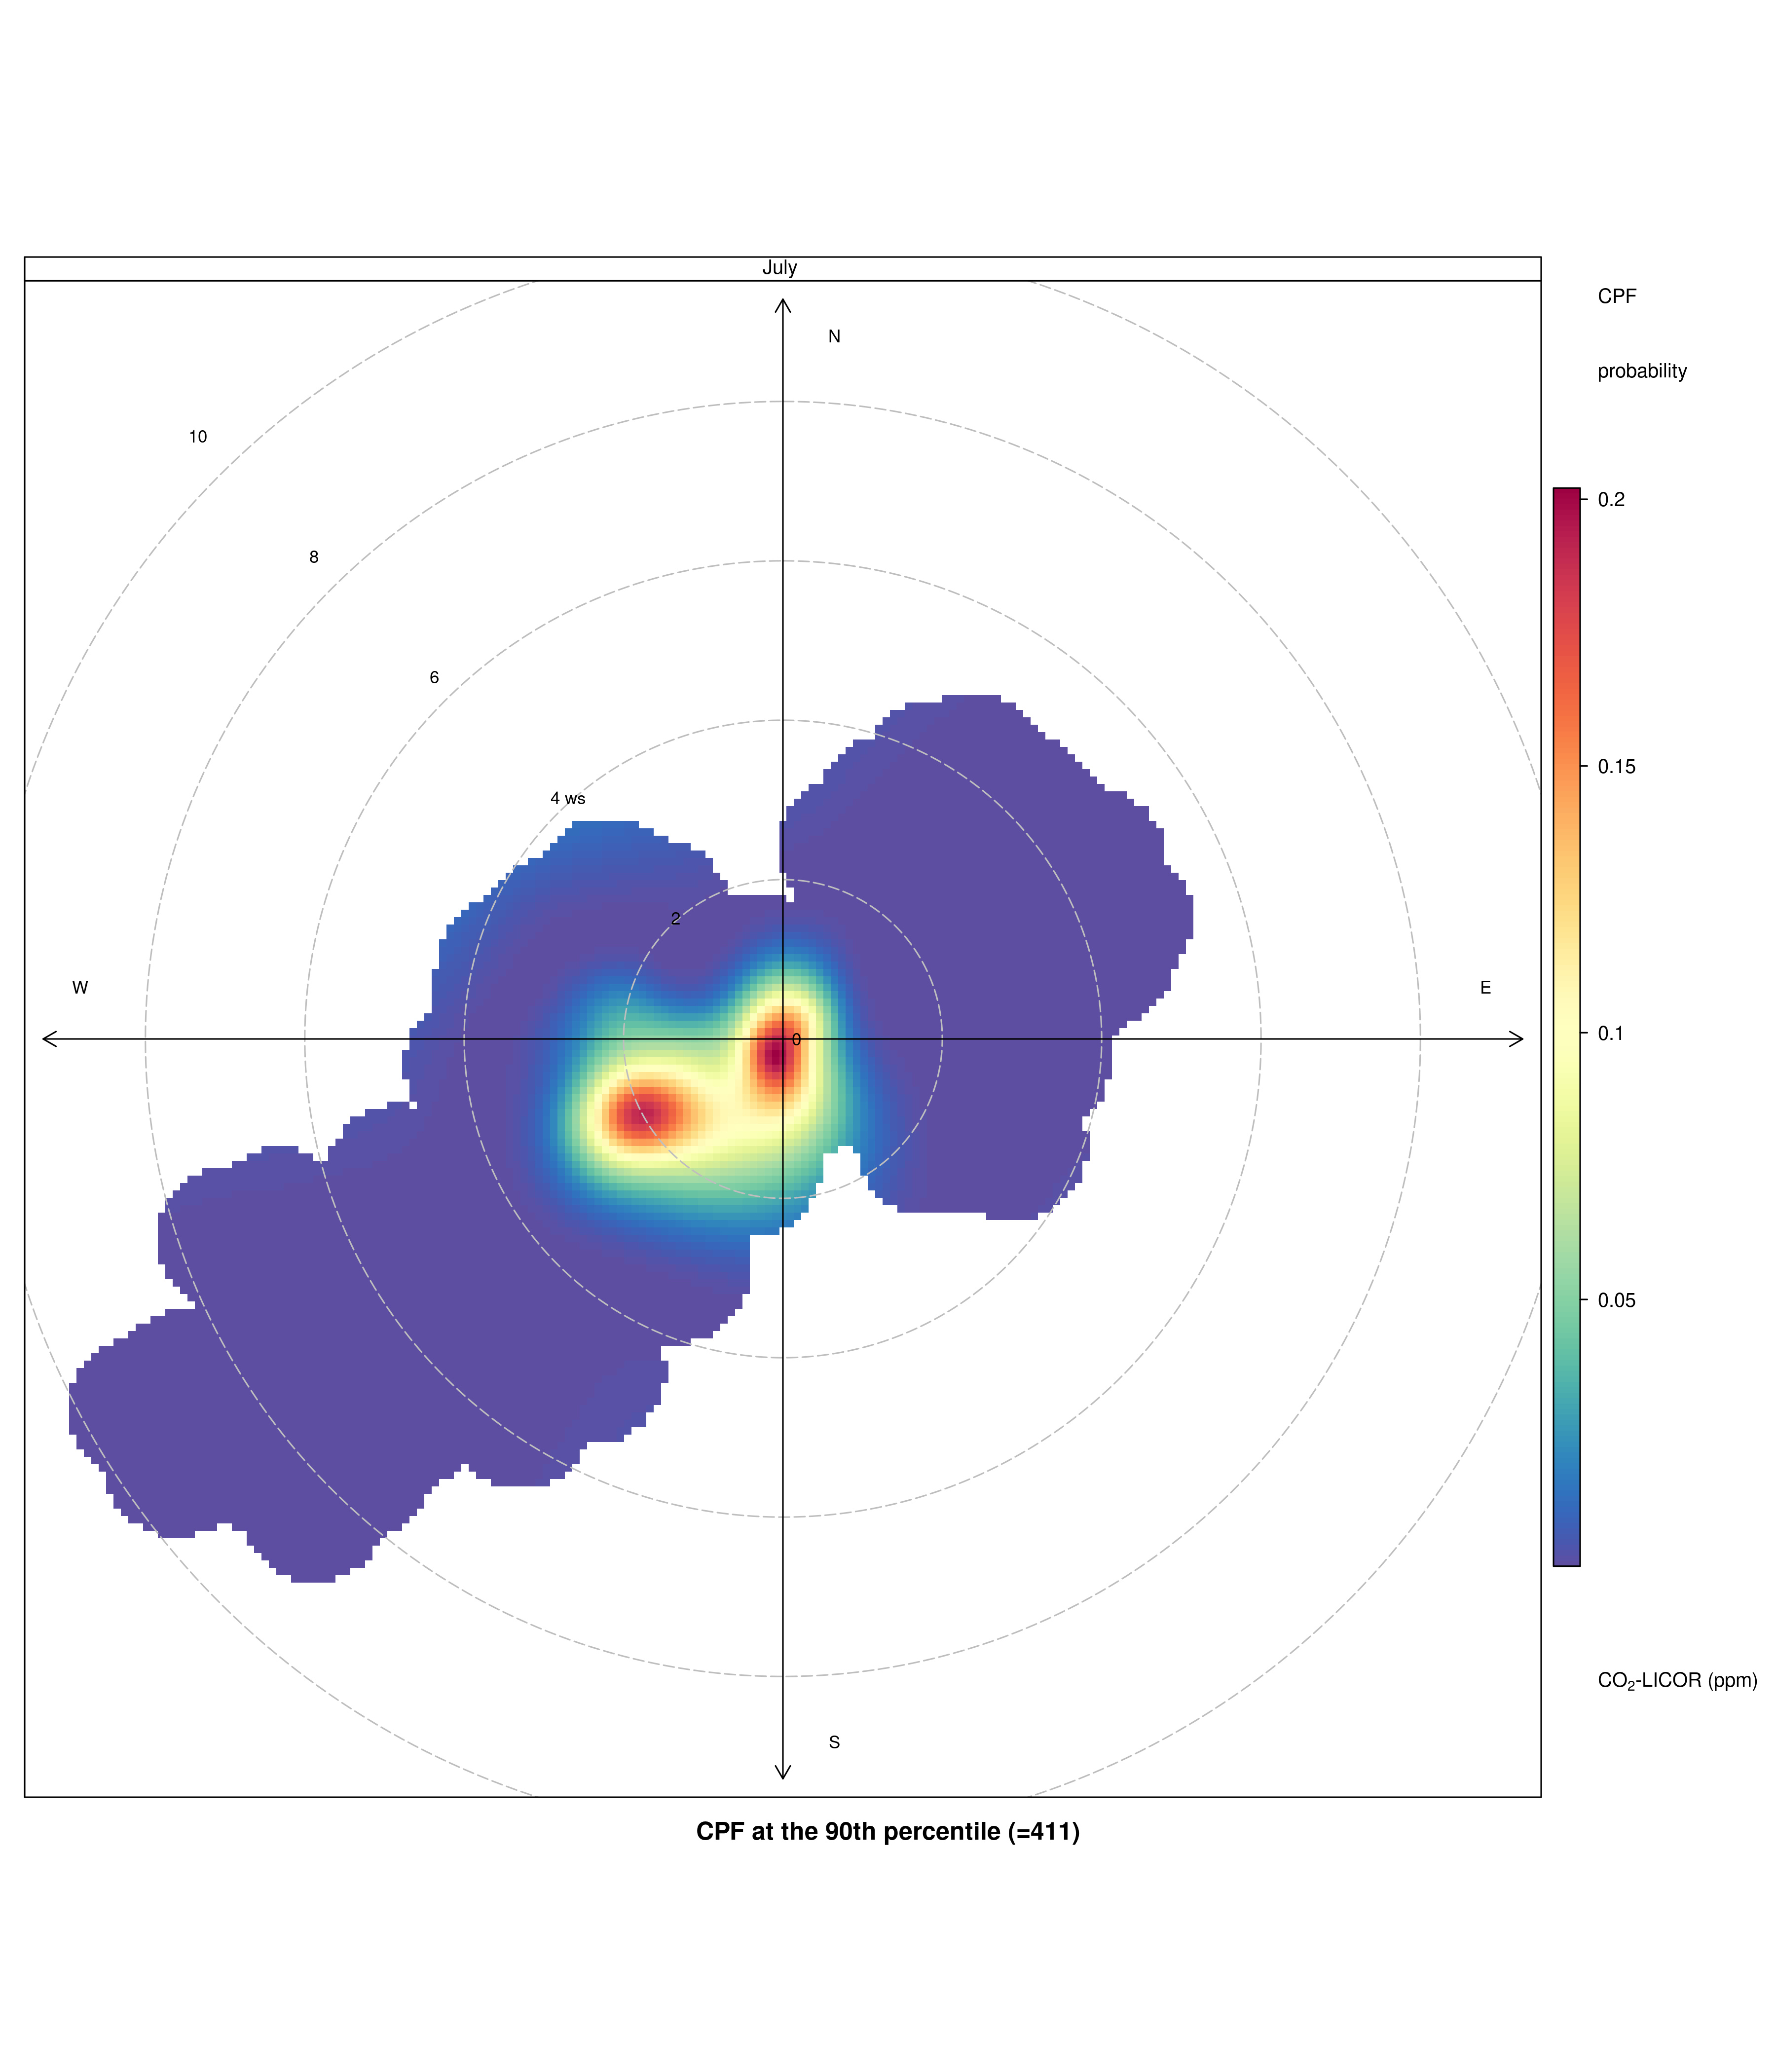 July
CPF
N
probability
10
0.2
8
6
0.15
4 ws
2
W
E
0
0.1
0.05
CO₂-LICOR (ppm)
S
CPF at the 90th percentile (=411)